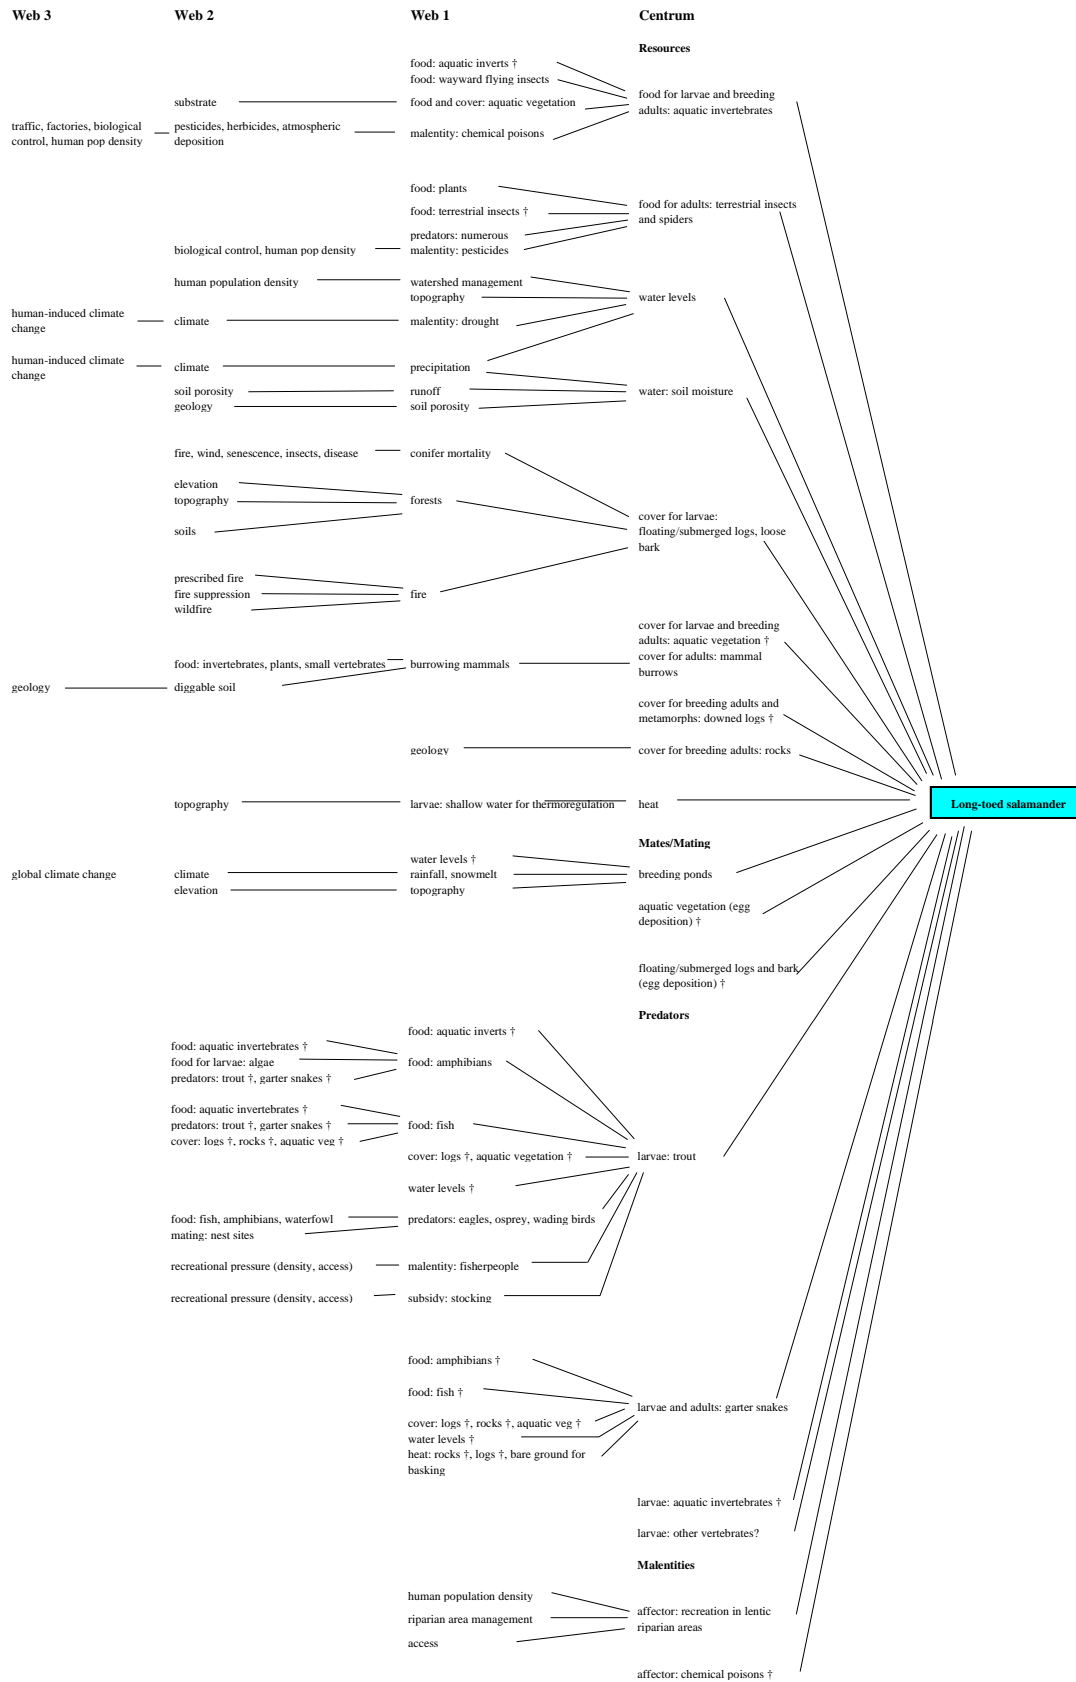 Web 3 Web 2 Web 1 Centrum
Resources
food: aquatic inverts †
food: wayward flying insects
food for larvae and breeding
substrate food and cover: aquatic vegetation adults: aquatic invertebrates
traffic, factories, biological pesticides, herbicides, atmospheric malentity: chemical poisons
control, human pop density deposition
food: plants
food for adults: terrestrial insects
food: terrestrial insects † and spiders
predators: numerous
biological control, human pop density malentity: pesticides
human population density watershed management
topography water levels
human-induced climate climate malentity: drought
change
human-induced climate climate precipitation
change
soil porosity runoff water: soil moisture
geology soil porosity
fire, wind, senescence, insects, disease conifer mortality
elevation
topography forests
cover for larvae:
soils floating/submerged logs, loose
bark
prescribed fire
fire suppression fire
wildfire
cover for larvae and breeding
adults: aquatic vegetation †
food: invertebrates, plants, small vertebrates burrowing mammals cover for adults: mammal
burrows
geology diggable soil
cover for breeding adults and
metamorphs: downed logs †
geology cover for breeding adults: rocks
topography larvae: shallow water for thermoregulation heat Long-toed salamander
Mates/Mating
water levels †
global climate change climate rainfall, snowmelt breeding ponds
elevation topography
aquatic vegetation (egg
deposition) †
floating/submerged logs and bark
(egg deposition) †
Predators
food: aquatic inverts †
food: aquatic invertebrates †
food for larvae: algae food: amphibians
predators: trout †, garter snakes †
food: aquatic invertebrates †
predators: trout †, garter snakes † food: fish
cover: logs †, rocks †, aquatic veg †
cover: logs †, aquatic vegetation † larvae: trout
water levels †
food: fish, amphibians, waterfowl predators: eagles, osprey, wading birds
mating: nest sites
recreational pressure (density, access) malentity: fisherpeople
recreational pressure (density, access) subsidy: stocking
food: amphibians †
food: fish †
larvae and adults: garter snakes
cover: logs †, rocks †, aquatic veg †
water levels †
heat: rocks †, logs †, bare ground for
basking
larvae: aquatic invertebrates †
larvae: other vertebrates?
Malentities
human population density
affector: recreation in lentic
riparian area management riparian areas
access
affector: chemical poisons †